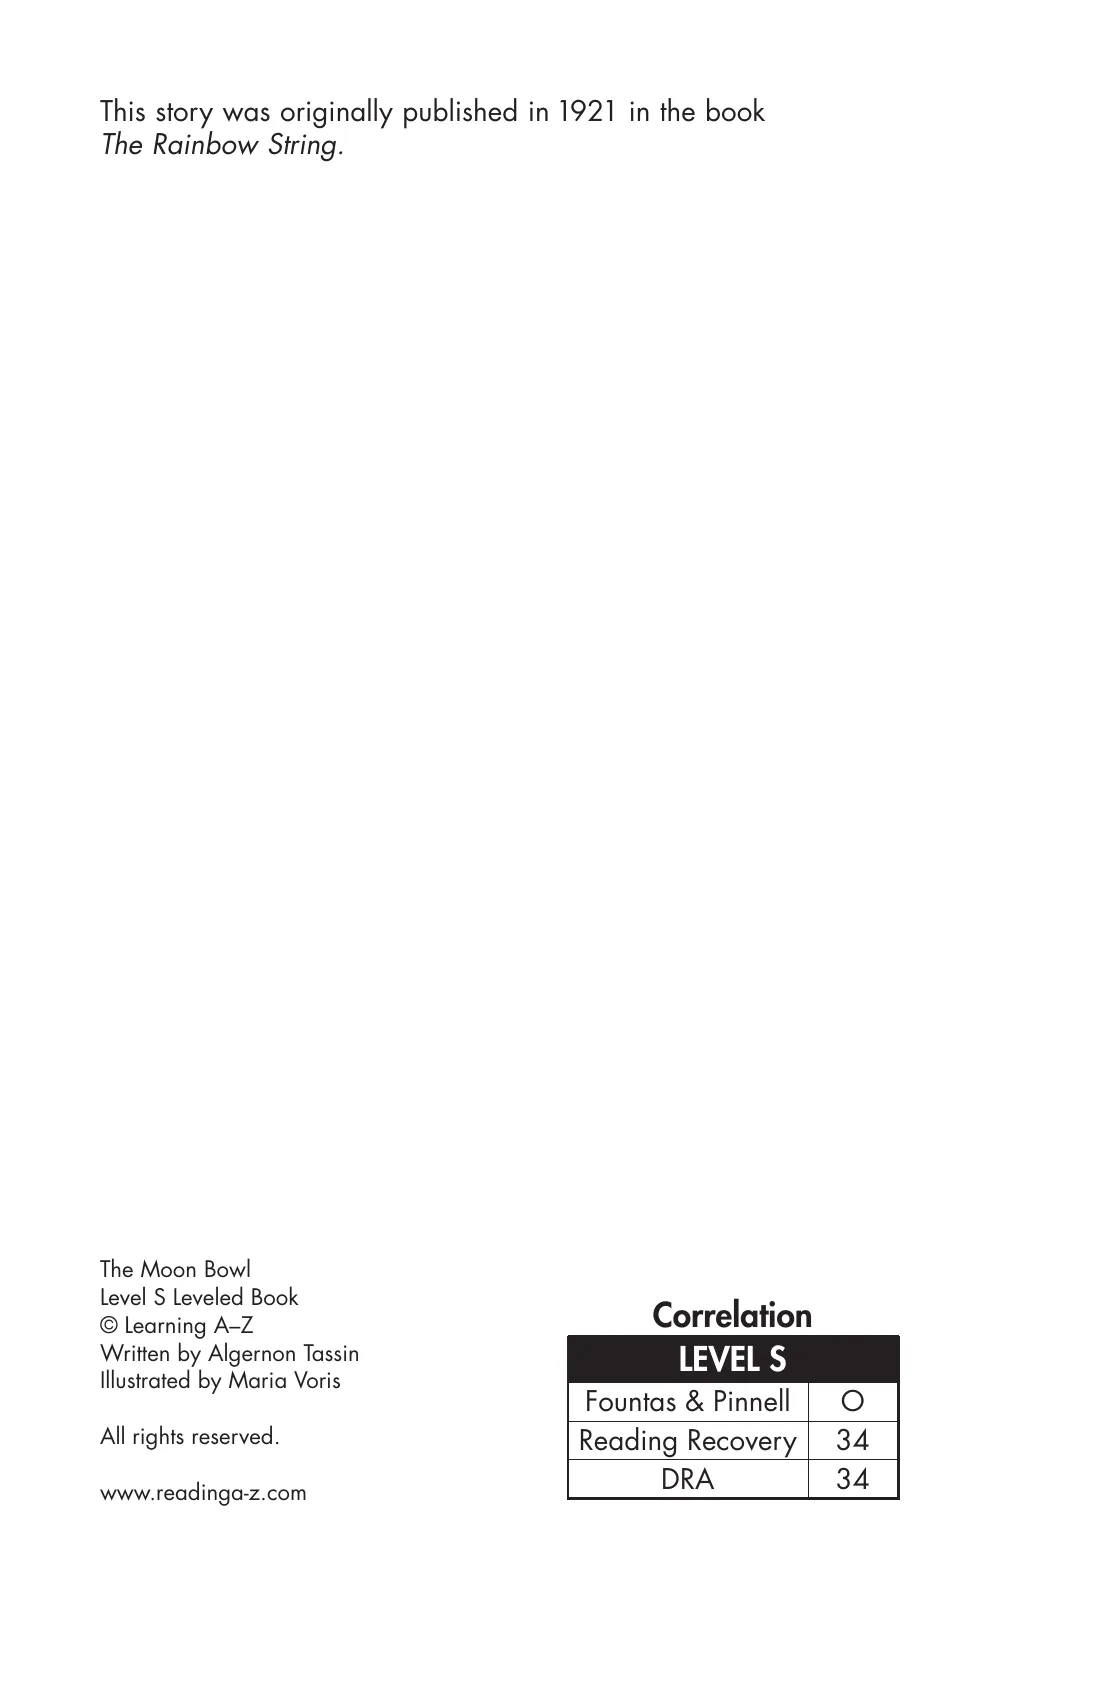 This story was originally published in 1921 in the book
The Rainbow String.
The Moon Bowl
Level S Leveled Book
© Learning A–Z
Written by Algernon Tassin
Illustrated by Maria Voris
All rights reserved.
www.readinga-z.com
Correlation
LEVEL S
Fountas & Pinnell O
Reading Recovery 34
DRA 34